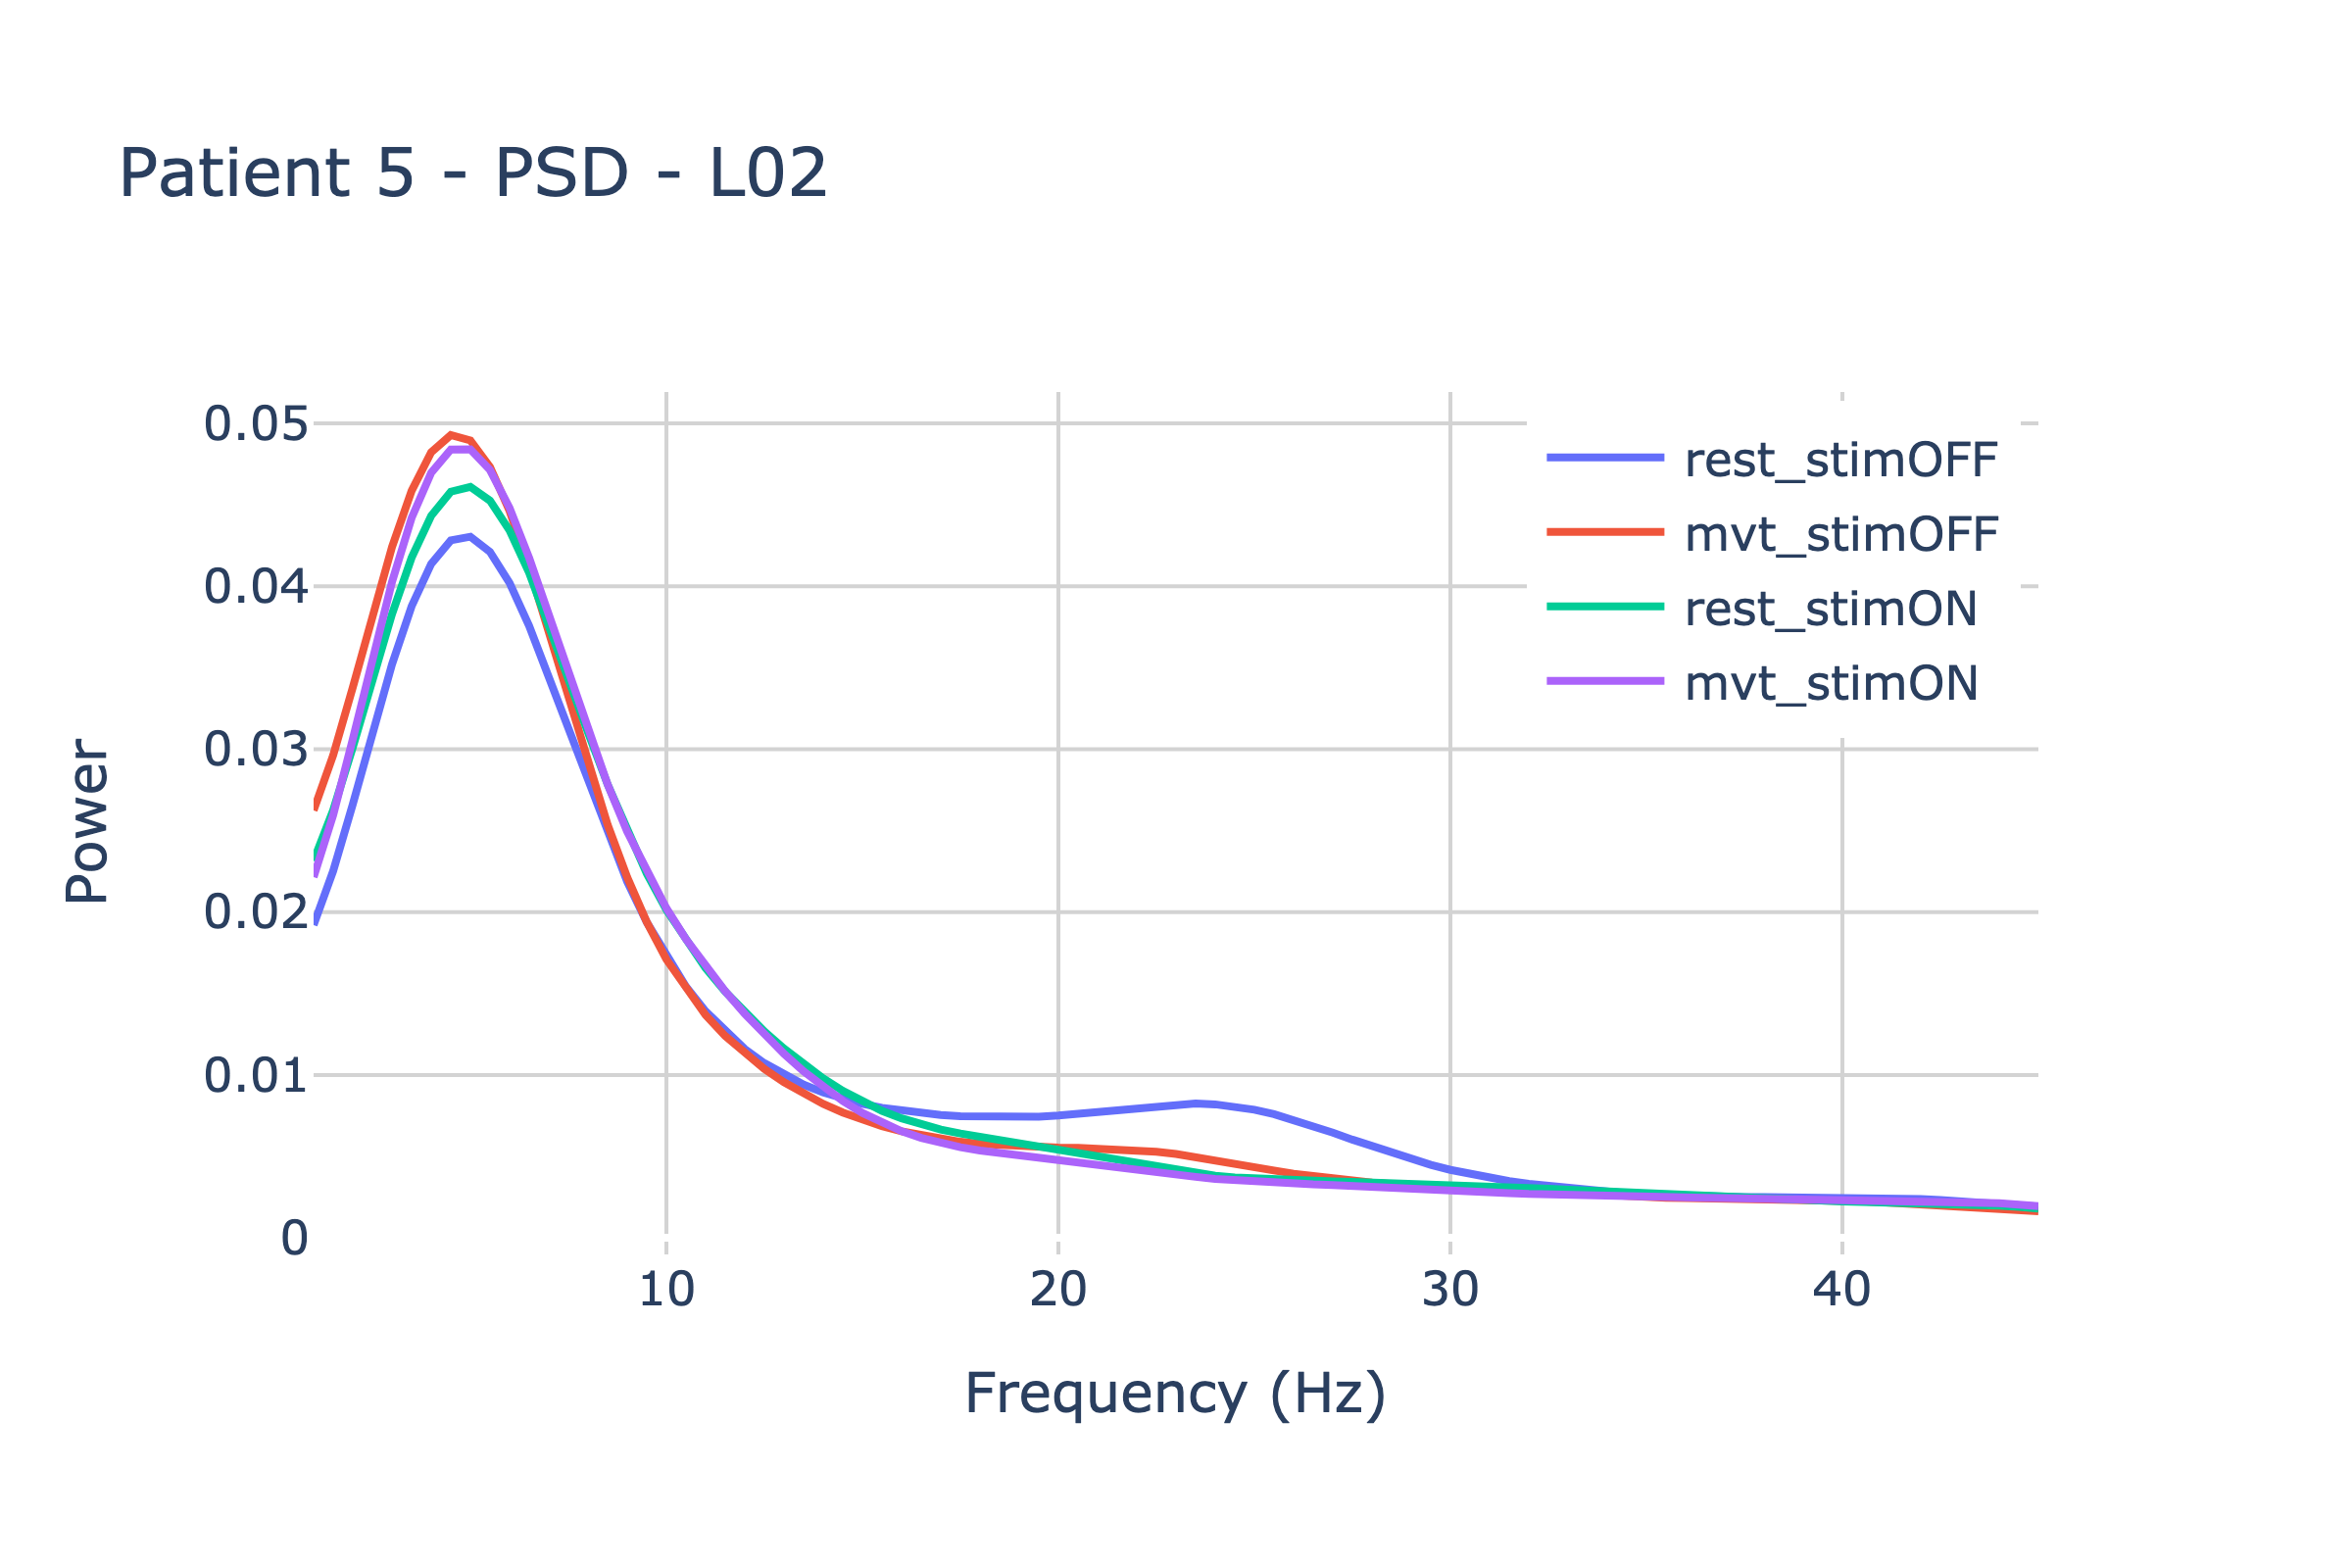 Patient 5 - PSD - L02
0.05
0.04
0.03
0.02
0.01
0
Power
10 20 30 40
Frequency (Hz)
rest_stimOFF
mvt_stimOFF
rest_stimON
mvt_stimON